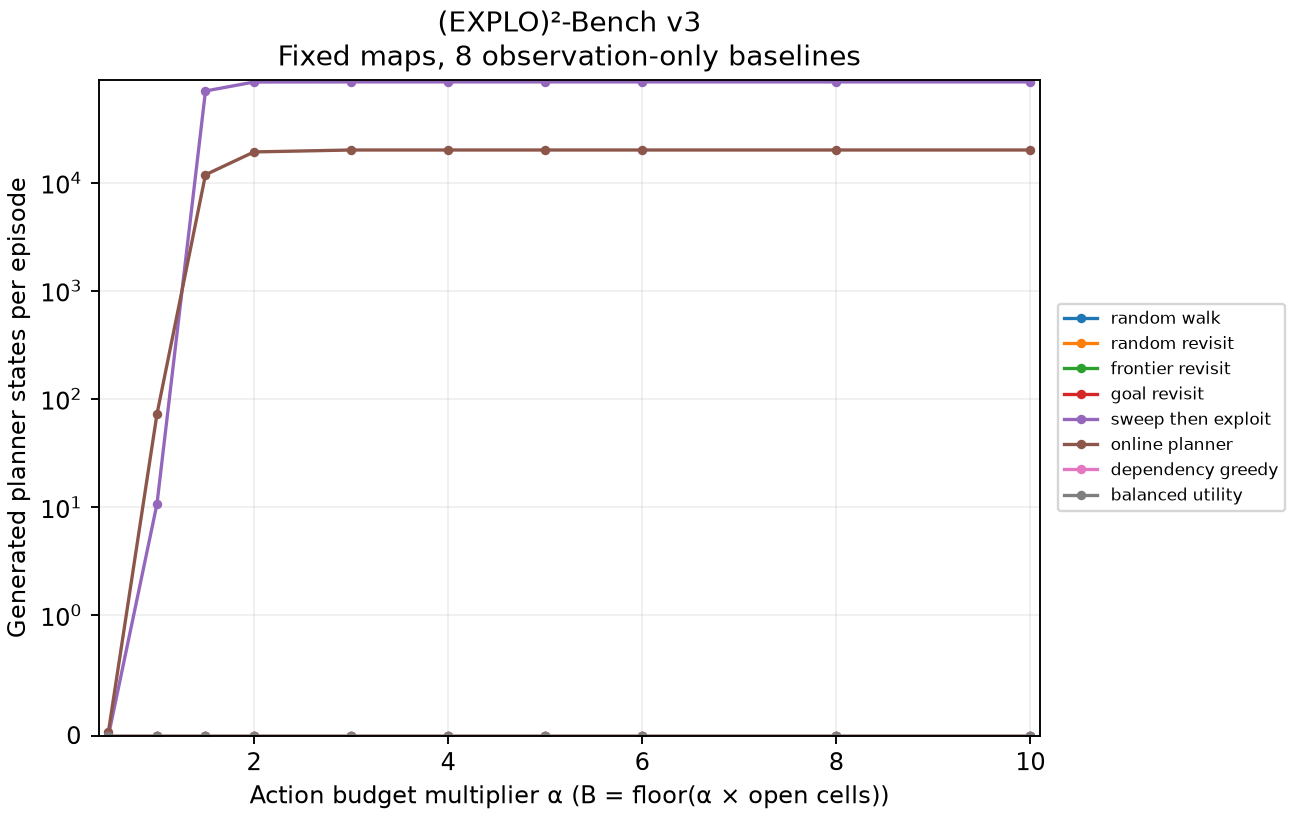 (EXPLO)²-Bench v3
Fixed maps, 8 observation-only baselines
Generated planner states per episode
10⁴
10³
10²
10¹
10⁰
0
2
4
6
8
10
Action budget multiplier α (B = floor(α × open cells))
random walk
random revisit
frontier revisit
goal revisit
sweep then exploit
online planner
dependency greedy
balanced utility